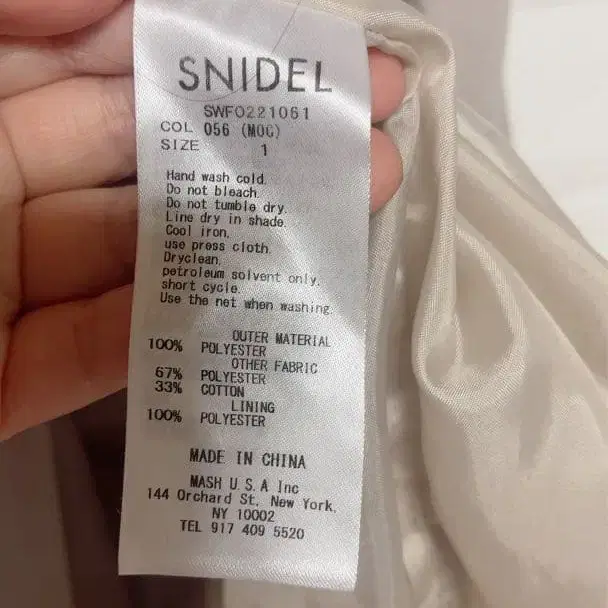 SNIDEL
SWFO221061
COL 056 (MOC)
SIZE 1
Hand wash cold.
Do not bleach.
Do not tumble dry.
Line dry in shade.
Cool iron.
use press cloth.
Dryclean.
petroleum solvent only.
short cycle.
Use the net when washing.
OUTER MATERIAL
100% POLYESTER
OTHER FABRIC
67% POLYESTER
33% COTTON
LINING
100% POLYESTER
MADE IN CHINA
MASH U.S.A Inc
144 Orchard St. New York.
NY 10002
TEL 917 409 5520